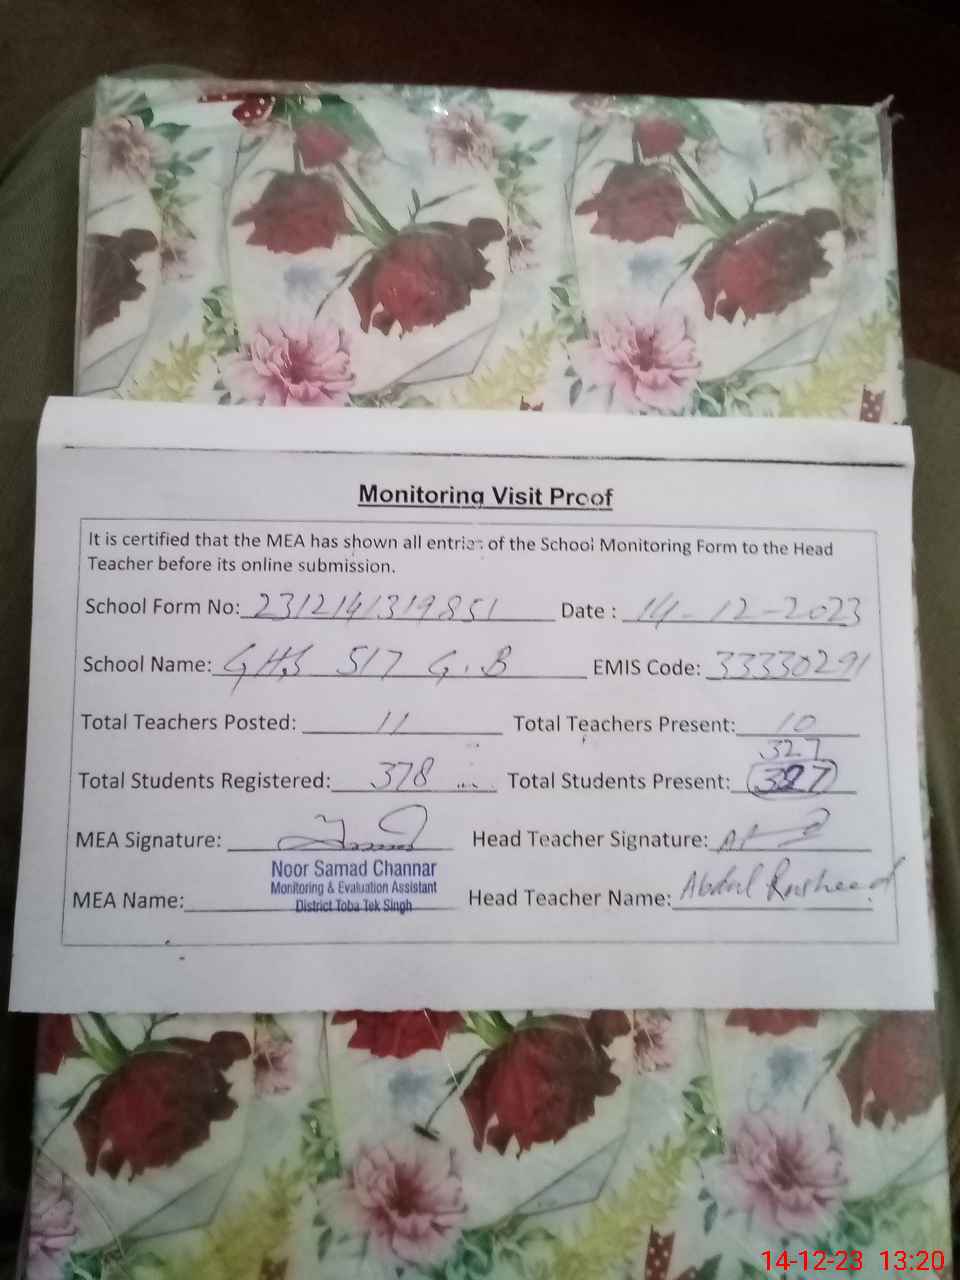 Monitoring Visit Proof
It is certified that the MEA has shown all entries of the School Monitoring Form to the Head
Teacher before its online submission.
School Form No: 2312141319851 Date : 14-12-2023
School Name: GHS 517 G.B EMIS Code: 33330291
Total Teachers Posted: 11 Total Teachers Present: 10
327
Total Students Registered: 378 Total Students Present: 327
MEA Signature: Head Teacher Signature:
Noor Samad Channar
Monitoring & Evaluation Assistant
District Toba Tek Singh
MEA Name: Head Teacher Name: Abdul Rasheed
14-12-23 13:20